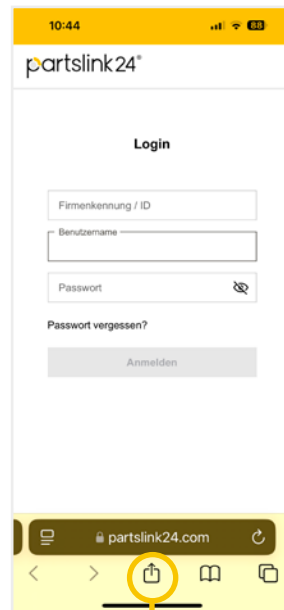 10:44
88
partslink24®
Login
Firmenkennung / ID
Benutzername
Passwort
Passwort vergessen?
Anmelden
partslink24.com